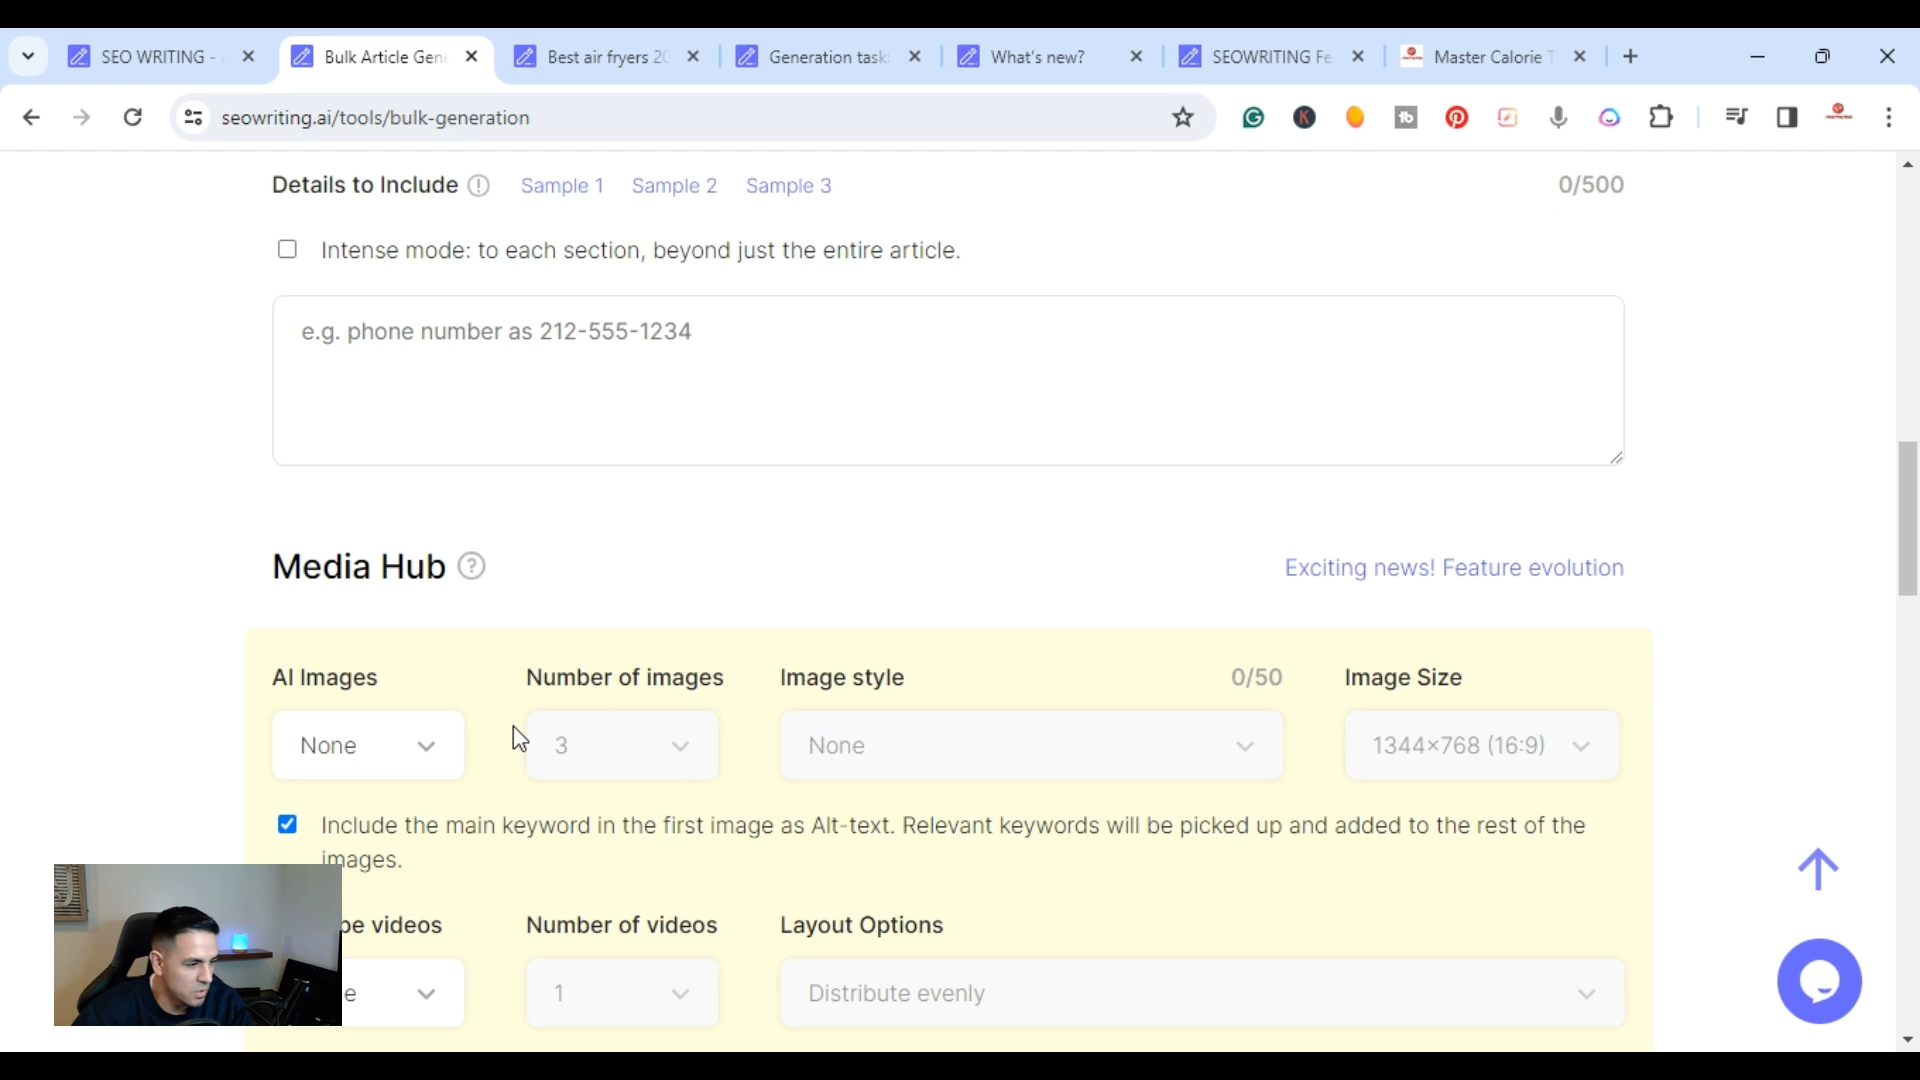 SEO WRITING -
Bulk Article Gen
Best air fryers 20
Generation task
What's new?
SEOWRITING Fe
Master Calorie T
seowriting.ai/tools/bulk-generation
Details to Include
Sample 1
Sample 2
Sample 3
0/500
Intense mode: to each section, beyond just the entire article.
e.g. phone number as 212-555-1234
Media Hub
Exciting news! Feature evolution
AI Images
Number of images
Image style
0/50
Image Size
None
3
None
1344×768 (16:9)
Include the main keyword in the first image as Alt-text. Relevant keywords will be picked up and added to the rest of the
images.
be videos
Number of videos
Layout Options
e
1
Distribute evenly